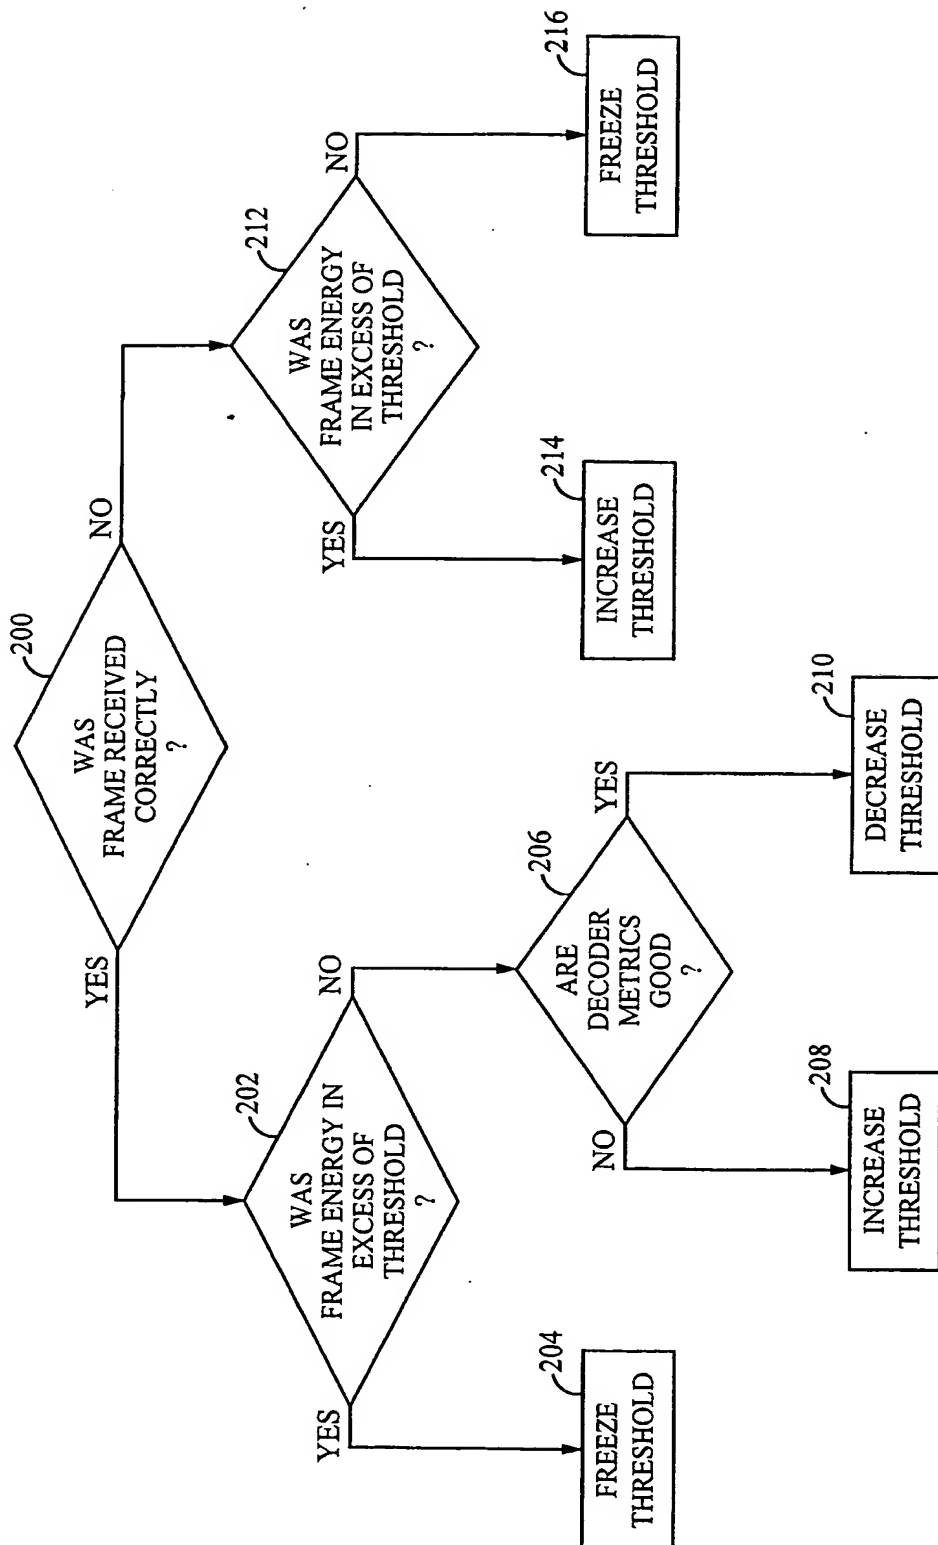 200
WAS
FRAME RECEIVED
CORRECTLY
?
YES
NO
202
WAS
FRAME ENERGY IN
EXCESS OF
THRESHOLD
?
YES
NO
212
WAS
FRAME ENERGY
IN EXCESS OF
THRESHOLD
?
YES
NO
204
FREEZE
THRESHOLD
206
ARE
DECODER
METRICS
GOOD
?
NO
YES
214
INCREASE
THRESHOLD
216
FREEZE
THRESHOLD
208
INCREASE
THRESHOLD
210
DECREASE
THRESHOLD